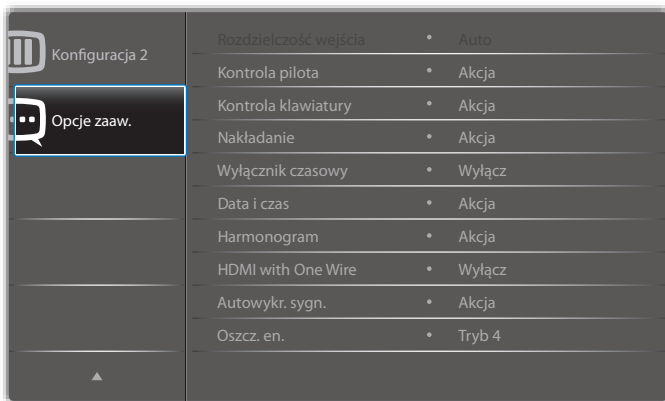 Konfiguracja 2
Opcje zaaw.
Rozdzielczość wejścia • Auto
Kontrola pilota • Akcja
Kontrola klawiatury • Akcja
Nakładanie • Akcja
Wyłącznik czasowy • Wyłącz
Data i czas • Akcja
Harmonogram • Akcja
HDMI with One Wire • Wyłącz
Autowykr. sygn. • Akcja
Oszcz. en. • Tryb 4